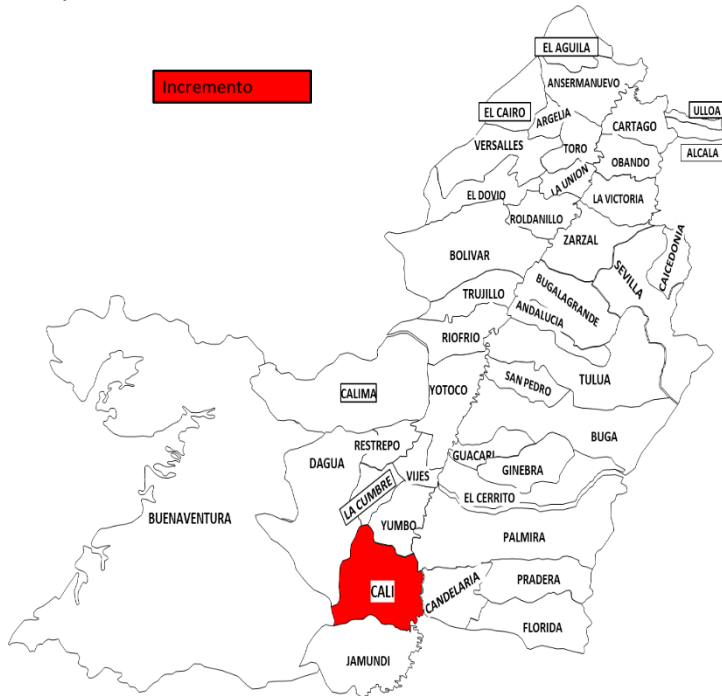 EL AGUILA
ANSERMANUEVO
Incremento
EL CAIRO
ARGELIA
ULLOA
CARTAGO
VERSALLES
TORO
ALCALA
OBANDO
LA UNION
EL DOVIO
LA VICTORIA
ROLDANILLO
ZARZAL
BOLIVAR
SEVILLA
CAICEDONIA
TRUJILLO
BUGALAGRANDE
ANDALUCIA
RIOFRIO
CALIMA
YOTOCO
SAN PEDRO
TULUA
RESTREPO
BUGA
DAGUA
GUACARI
GINEBRA
VIJES
LA CUMBRE
EL CERRITO
BUENAVENTURA
YUMBO
PALMIRA
CALI
CANDELARIA
PRADERA
FLORIDA
JAMUNDI